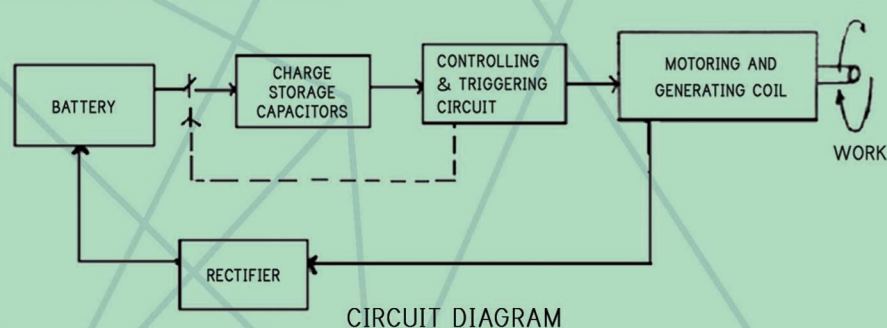 BATTERY
CHARGE
STORAGE
CAPACITORS
CONTROLLING
& TRIGGERING
CIRCUIT
MOTORING AND
GENERATING COIL
WORK
RECTIFIER
CIRCUIT DIAGRAM